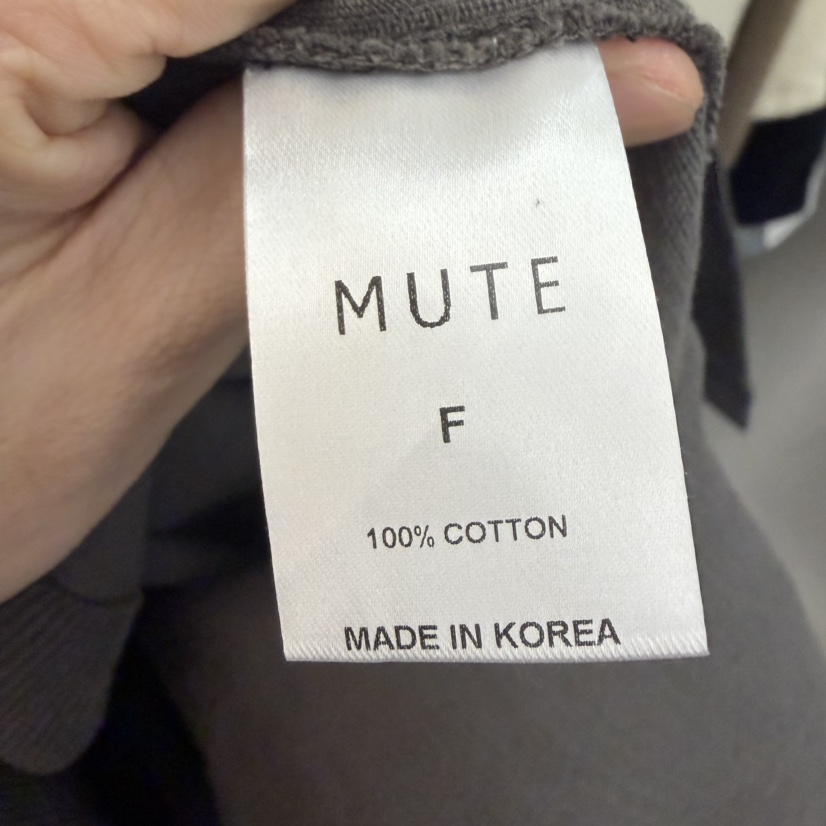 MUTE
F
100% COTTON
MADE IN KOREA